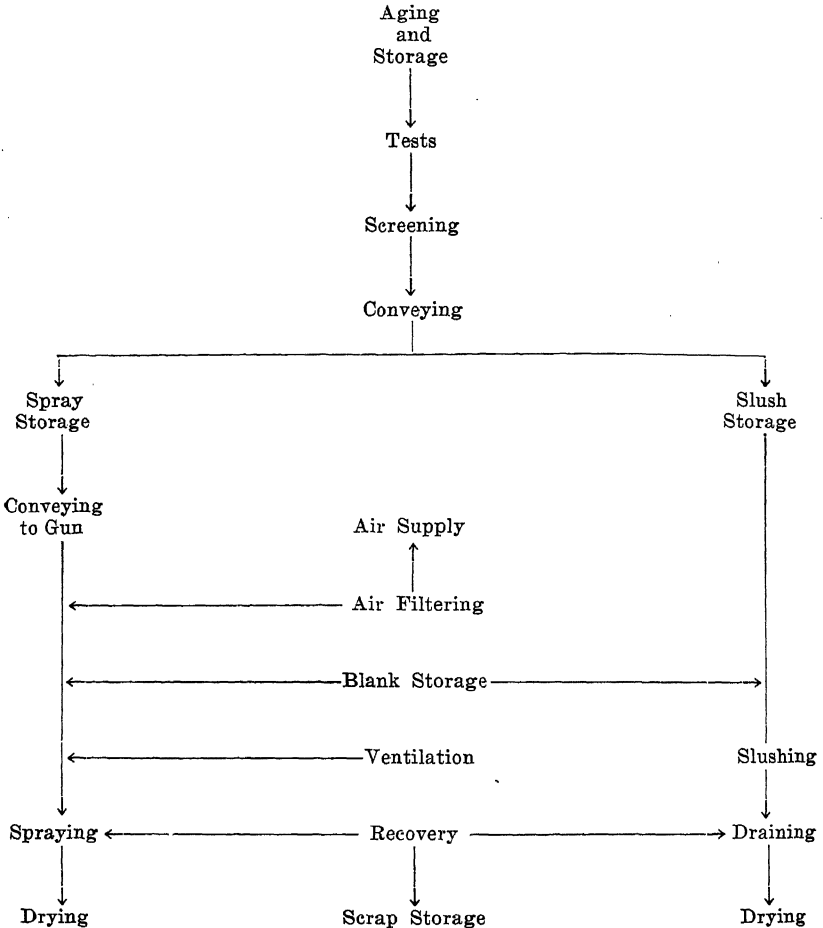 Aging
and
Storage
Tests
Screening
Conveying
Spray
Storage
Slush
Storage
Conveying
to Gun
Air Supply
Air Filtering
Blank Storage
Ventilation
Slushing
Spraying
Recovery
Draining
Drying
Scrap Storage
Drying